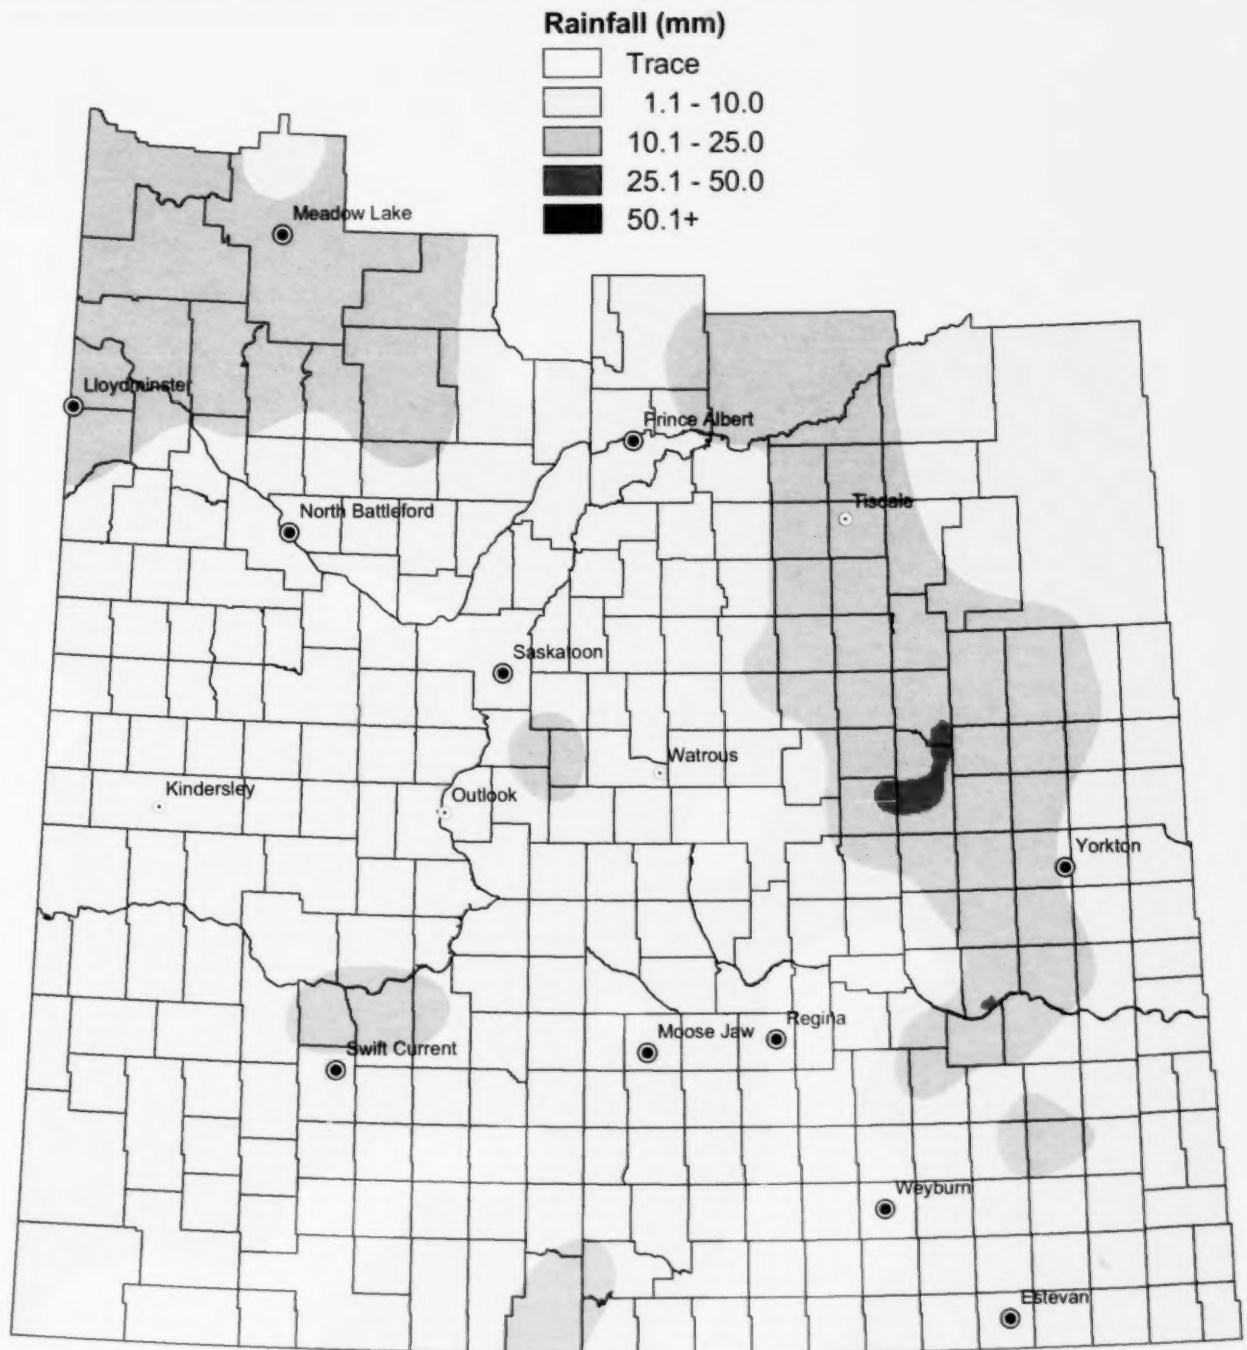 Rainfall (mm)
Trace
1.1 - 10.0
10.1 - 25.0
25.1 - 50.0
50.1+
Meadow Lake
Lloydminster
Prince Albert
Tisdale
North Battleford
Saskatoon
Watrous
Kindersley
Outlook
Yorkton
Moose Jaw
Regina
Swift Current
Weyburn
Estevan